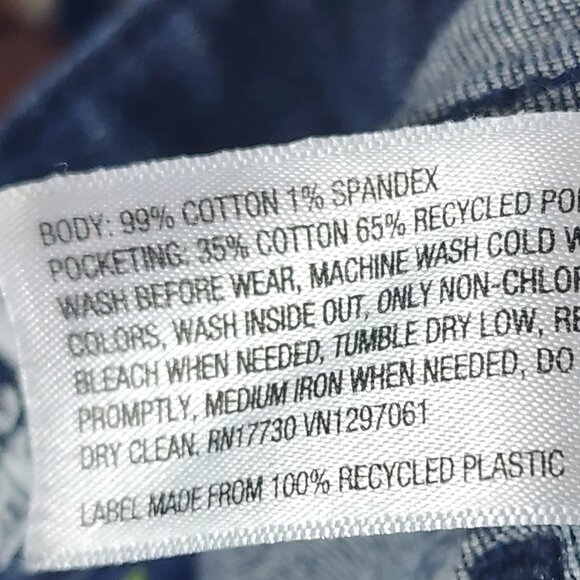 BODY: 99% COTTON 1% SPANDEX
POCKETING: 35% COTTON 65% RECYCLED
WASH BEFORE WEAR, MACHINE WASH COLD
COLORS, WASH INSIDE OUT, ONLY
BLEACH WHEN NEEDED, TUMBLE DRY LOW,
PROMPTLY, MEDIUM IRON WHEN NEEDED, DO
DRY CLEAN. RN17730 VN1297061
LABEL MADE FROM 100% RECYCLED PLASTIC